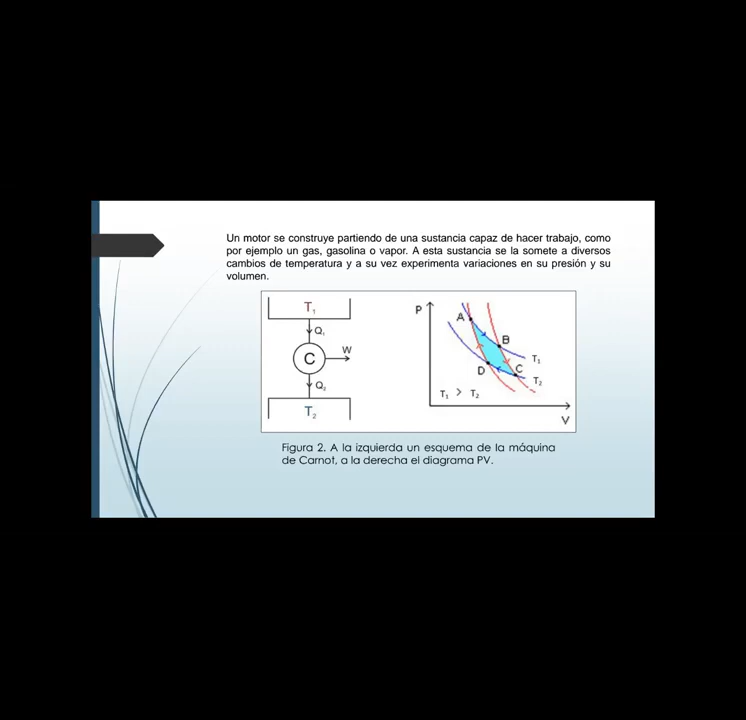 Un motor se construye partiendo de una sustancia capaz de hacer trabajo, como
por ejemplo un gas, gasolina o vapor. A esta sustancia se la somete a diversos
cambios de temperatura y a su vez experimenta variaciones en su presión y su
volumen.
T₁
Q₁
C
W
Q₂
T₂
P
A
B
T₁
D
C
T₂
T₁ > T₂
V
Figura 2. A la izquierda un esquema de la máquina
de Carnot, a la derecha el diagrama PV.